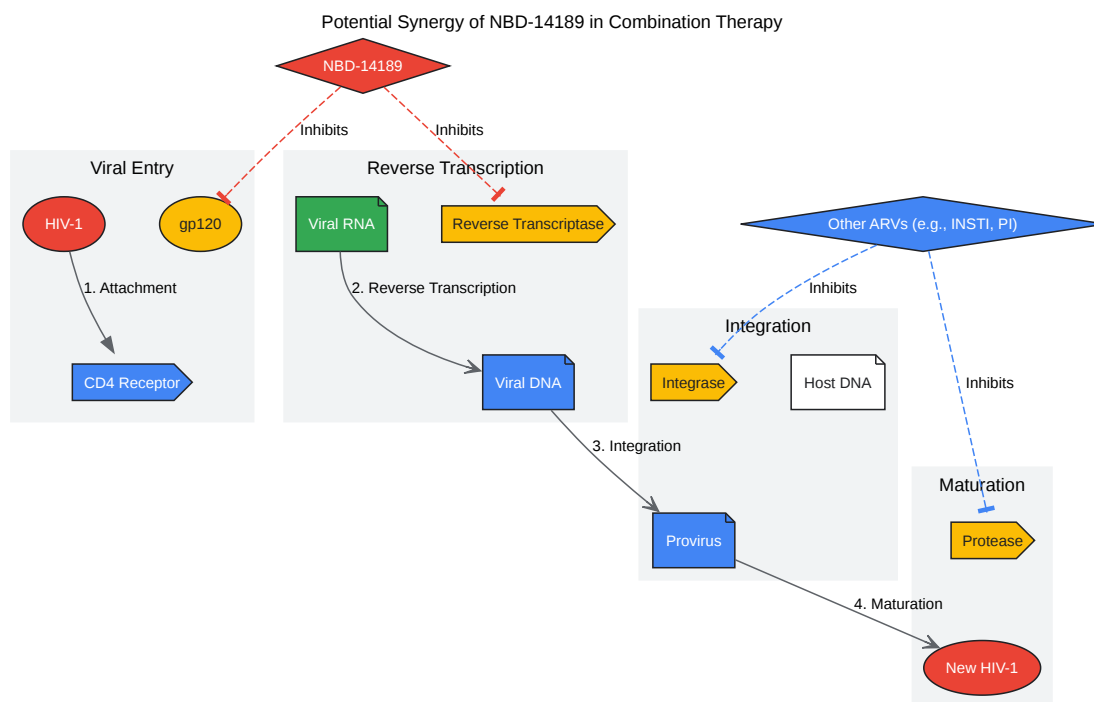 Potential Synergy of NBD-14189 in Combination Therapy
NBD-14189
Inhibits
Inhibits
Viral Entry
HIV-1
gp120
1. Attachment
CD4 Receptor
Reverse Transcription
Viral RNA
Reverse Transcriptase
2. Reverse Transcription
Viral DNA
Other ARVs (e.g., INSTI, PI)
Inhibits
Inhibits
Integration
Integrase
Host DNA
3. Integration
Provirus
Maturation
Protease
4. Maturation
New HIV-1